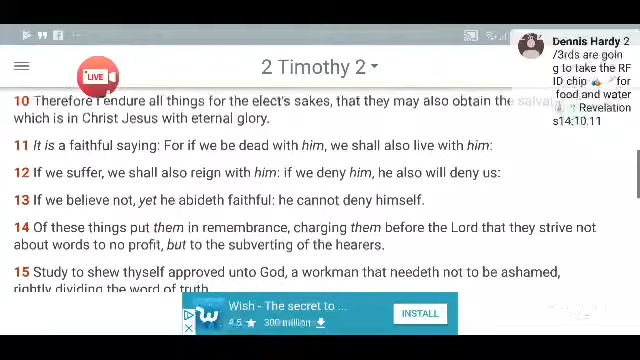 2 Timothy 2
LIVE
Dennis Hardy 2
/3rds are goin
g to take the RF
ID chip for
food and water
Revelation
s14:10.11
10 Therefore I endure all things for the elect's sakes, that they may also obtain the salvat
which is in Christ Jesus with eternal glory.
11 It is a faithful saying: For if we be dead with him, we shall also live with him:
12 If we suffer, we shall also reign with him: if we deny him, he also will deny us:
13 If we believe not, yet he abideth faithful: he cannot deny himself.
14 Of these things put them in remembrance, charging them before the Lord that they strive not
about words to no profit, but to the subverting of the hearers.
15 Study to shew thyself approved unto God, a workman that needeth not to be ashamed,
rightly dividing the word of truth
Wish - The secret to ...
4.5 ★ 300 million
INSTALL